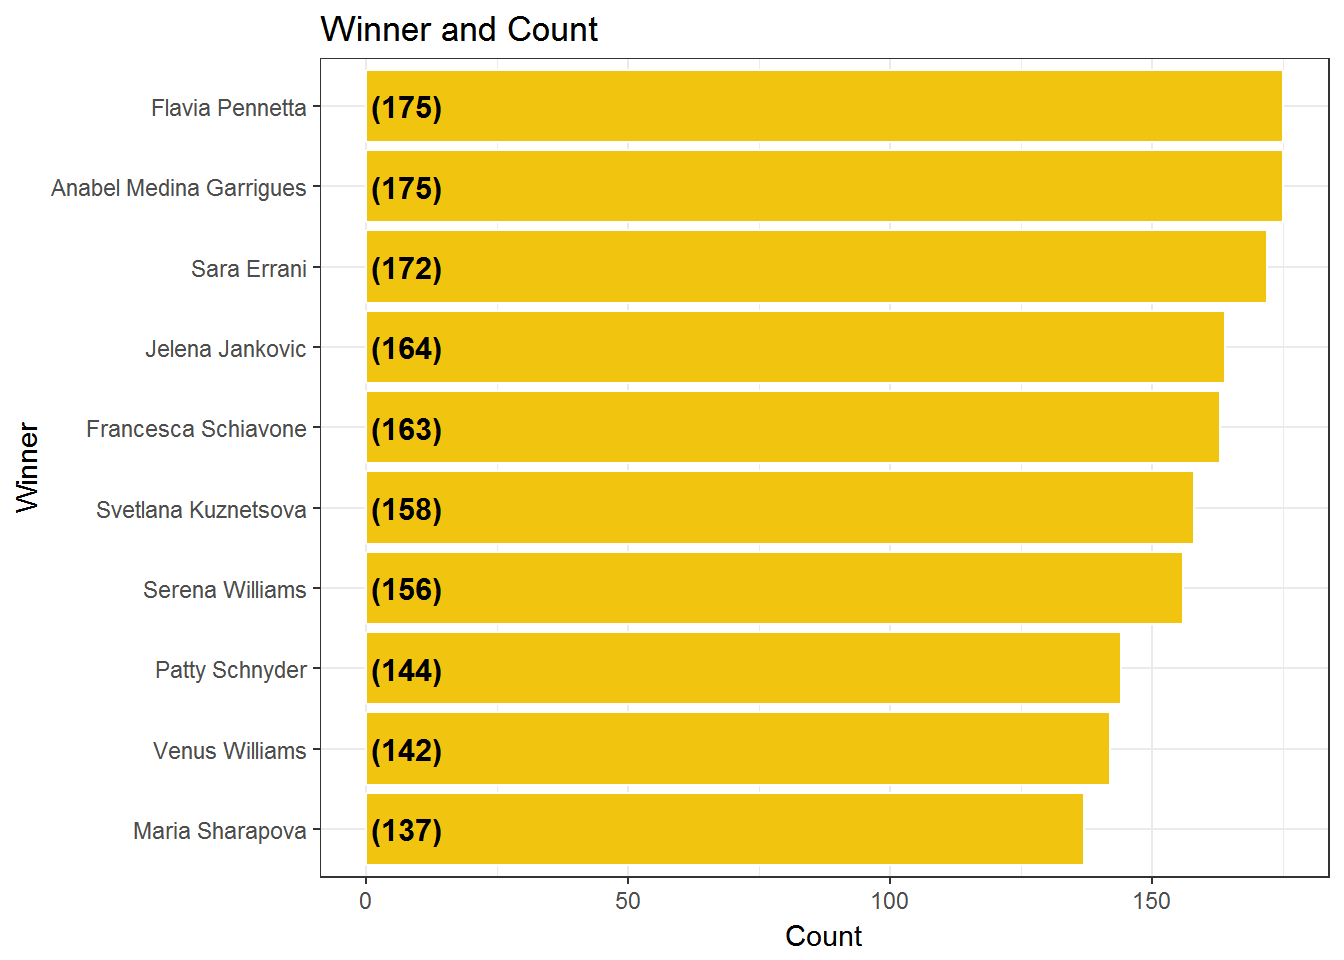 Winner and Count
Winner
Flavia Pennetta (175)
Anabel Medina Garrigues (175)
Sara Errani (172)
Jelena Jankovic (164)
Francesca Schiavone (163)
Svetlana Kuznetsova (158)
Serena Williams (156)
Patty Schnyder (144)
Venus Williams (142)
Maria Sharapova (137)
0 50 100 150
Count